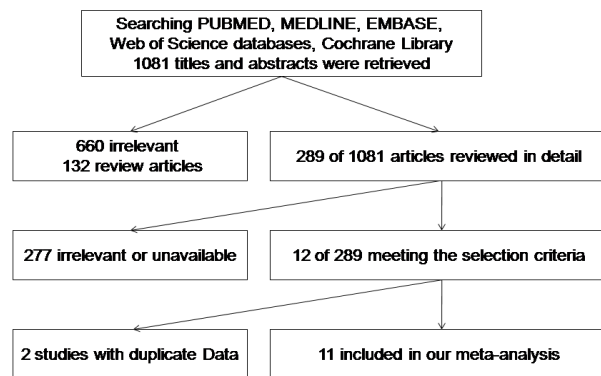 Searching PUBMED, MEDLINE, EMBASE,
Web of Science databases, Cochrane Library
1081 titles and abstracts were retrieved
660 irrelevant
132 review articles
289 of 1081 articles reviewed in detail
277 irrelevant or unavailable
12 of 289 meeting the selection criteria
2 studies with duplicate Data
11 included in our meta-analysis